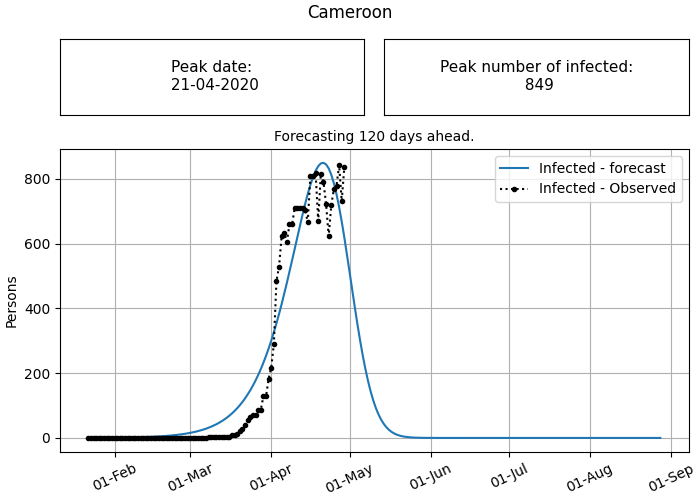 Cameroon
Peak date:
21-04-2020
Peak number of infected:
849
Forecasting 120 days ahead.
Infected - forecast
Infected - Observed
Persons
800
600
400
200
0
01-Feb
01-Mar
01-Apr
01-May
01-Jun
01-Jul
01-Aug
01-Sep